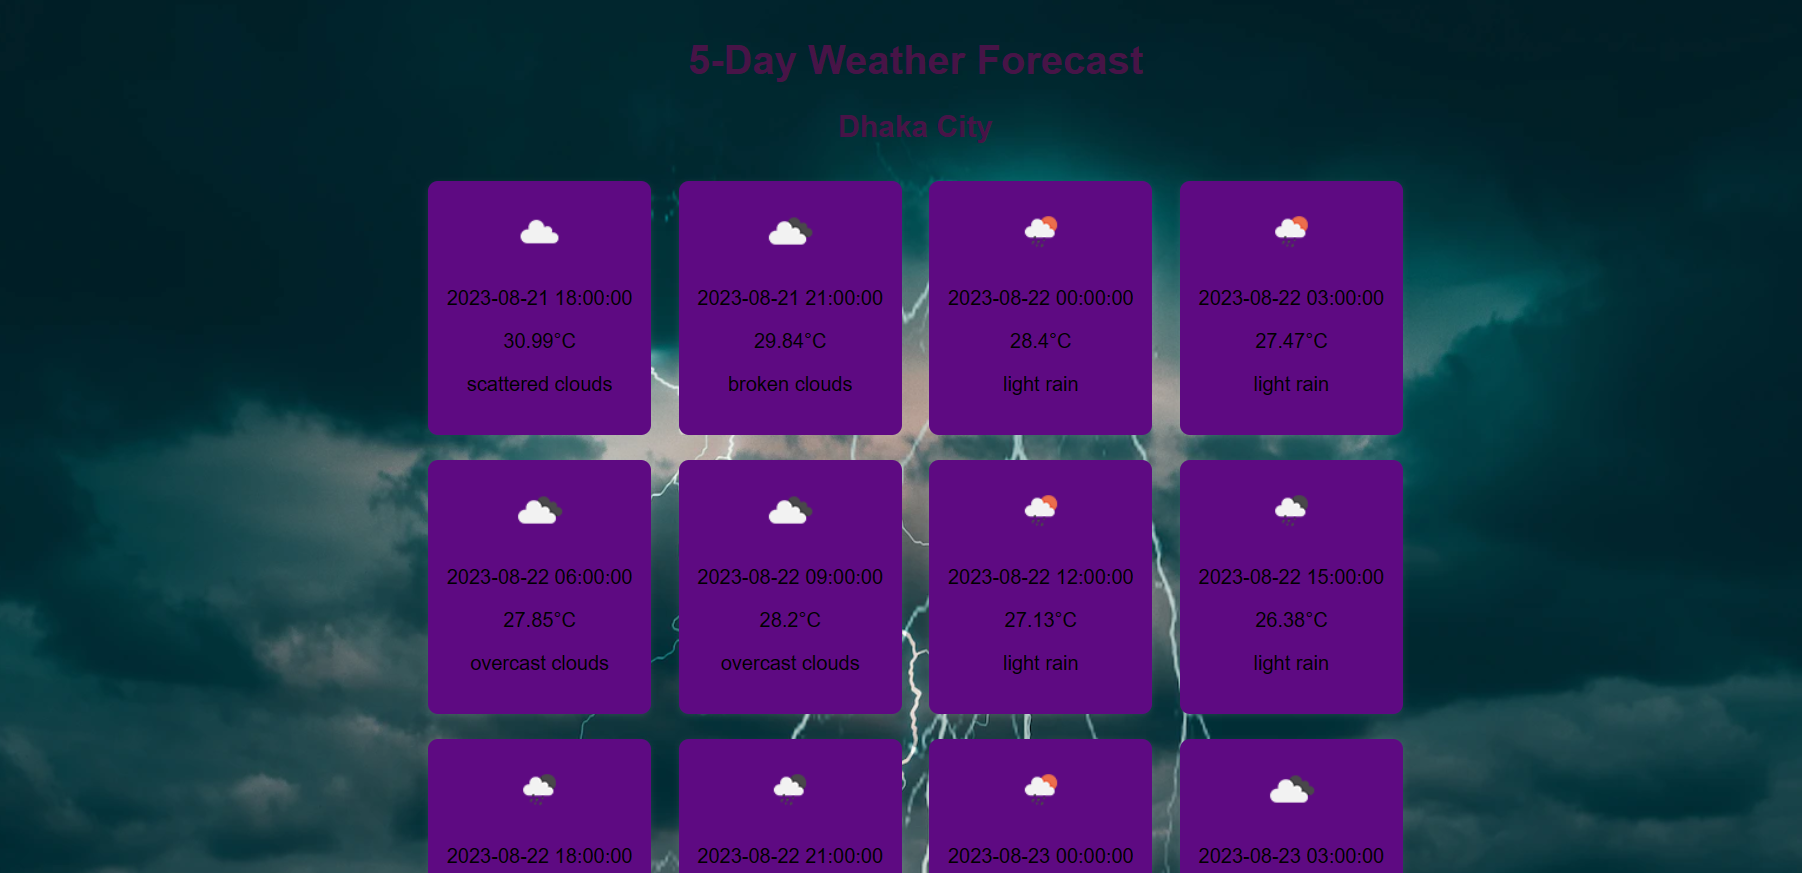 5-Day Weather Forecast
Dhaka City
2023-08-21 18:00:00
30.99°C
scattered clouds
2023-08-21 21:00:00
29.84°C
broken clouds
2023-08-22 00:00:00
28.4°C
light rain
2023-08-22 03:00:00
27.47°C
light rain
2023-08-22 06:00:00
27.85°C
overcast clouds
2023-08-22 09:00:00
28.2°C
overcast clouds
2023-08-22 12:00:00
27.13°C
light rain
2023-08-22 15:00:00
26.38°C
light rain
2023-08-22 18:00:00
2023-08-22 21:00:00
2023-08-23 00:00:00
2023-08-23 03:00:00